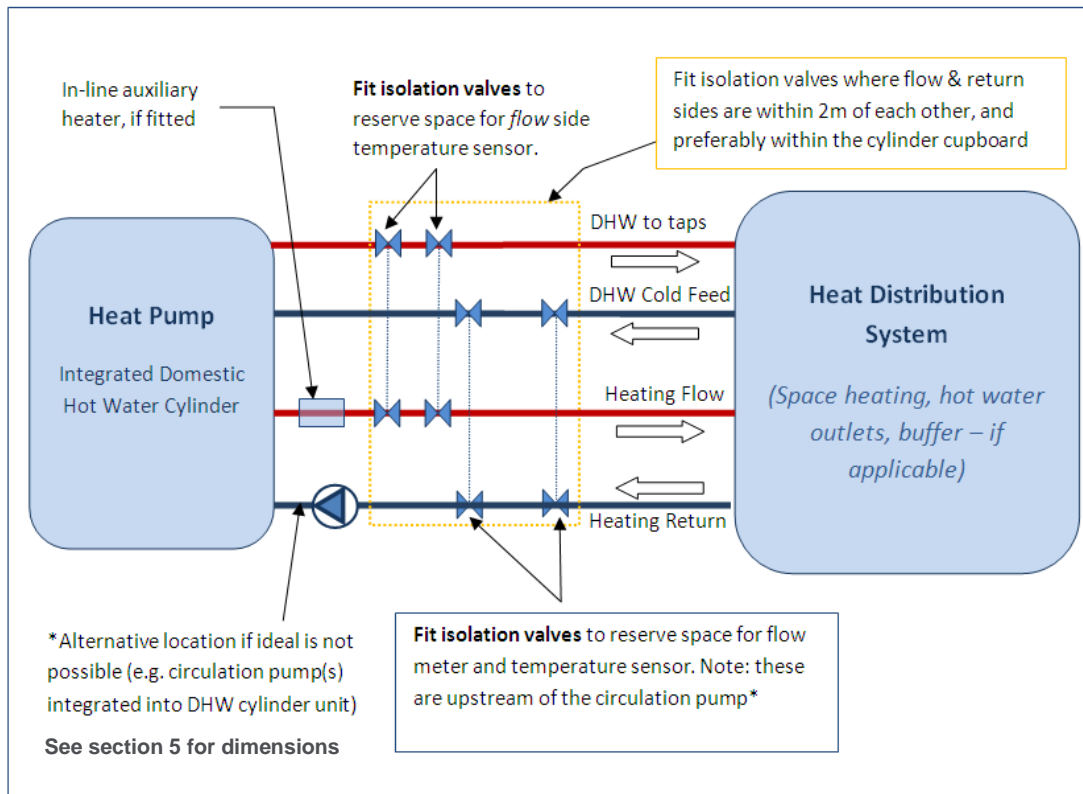 In-line auxiliary
heater, if fitted
Fit isolation valves to
reserve space for flow side
temperature sensor.
Fit isolation valves where flow & return
sides are within 2m of each other, and
preferably within the cylinder cupboard
DHW to taps
DHW Cold Feed
Heating Flow
Heating Return
Heat Pump
Integrated Domestic
Hot Water Cylinder
Heat Distribution
System
(Space heating, hot water
outlets, buffer – if
applicable)
*Alternative location if ideal is not
possible (e.g. circulation pump(s)
integrated into DHW cylinder unit)
See section 5 for dimensions
Fit isolation valves to reserve space for flow
meter and temperature sensor. Note: these
are upstream of the circulation pump*